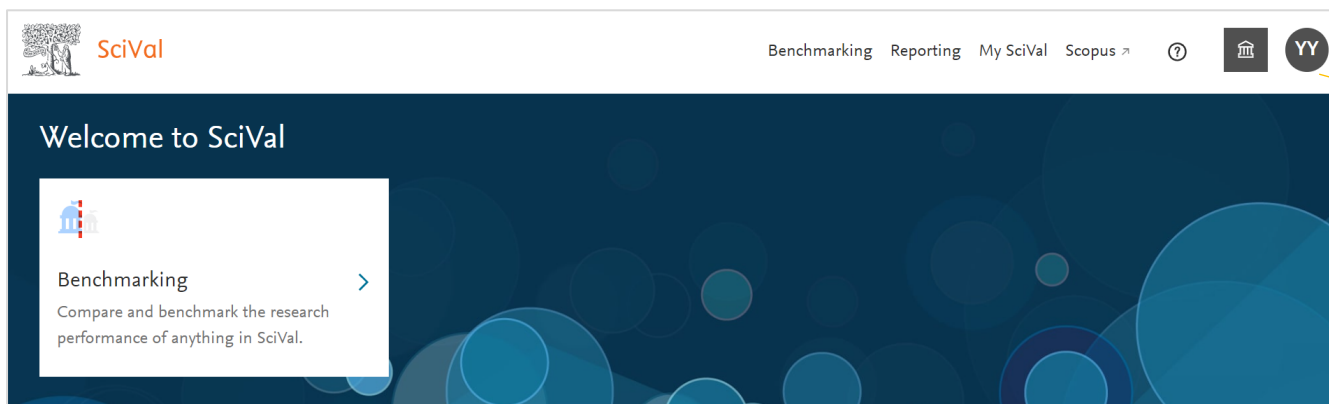 SciVal
Benchmarking Reporting My SciVal Scopus ↗ ?
YY
Welcome to SciVal
Benchmarking
Compare and benchmark the research
performance of anything in SciVal.